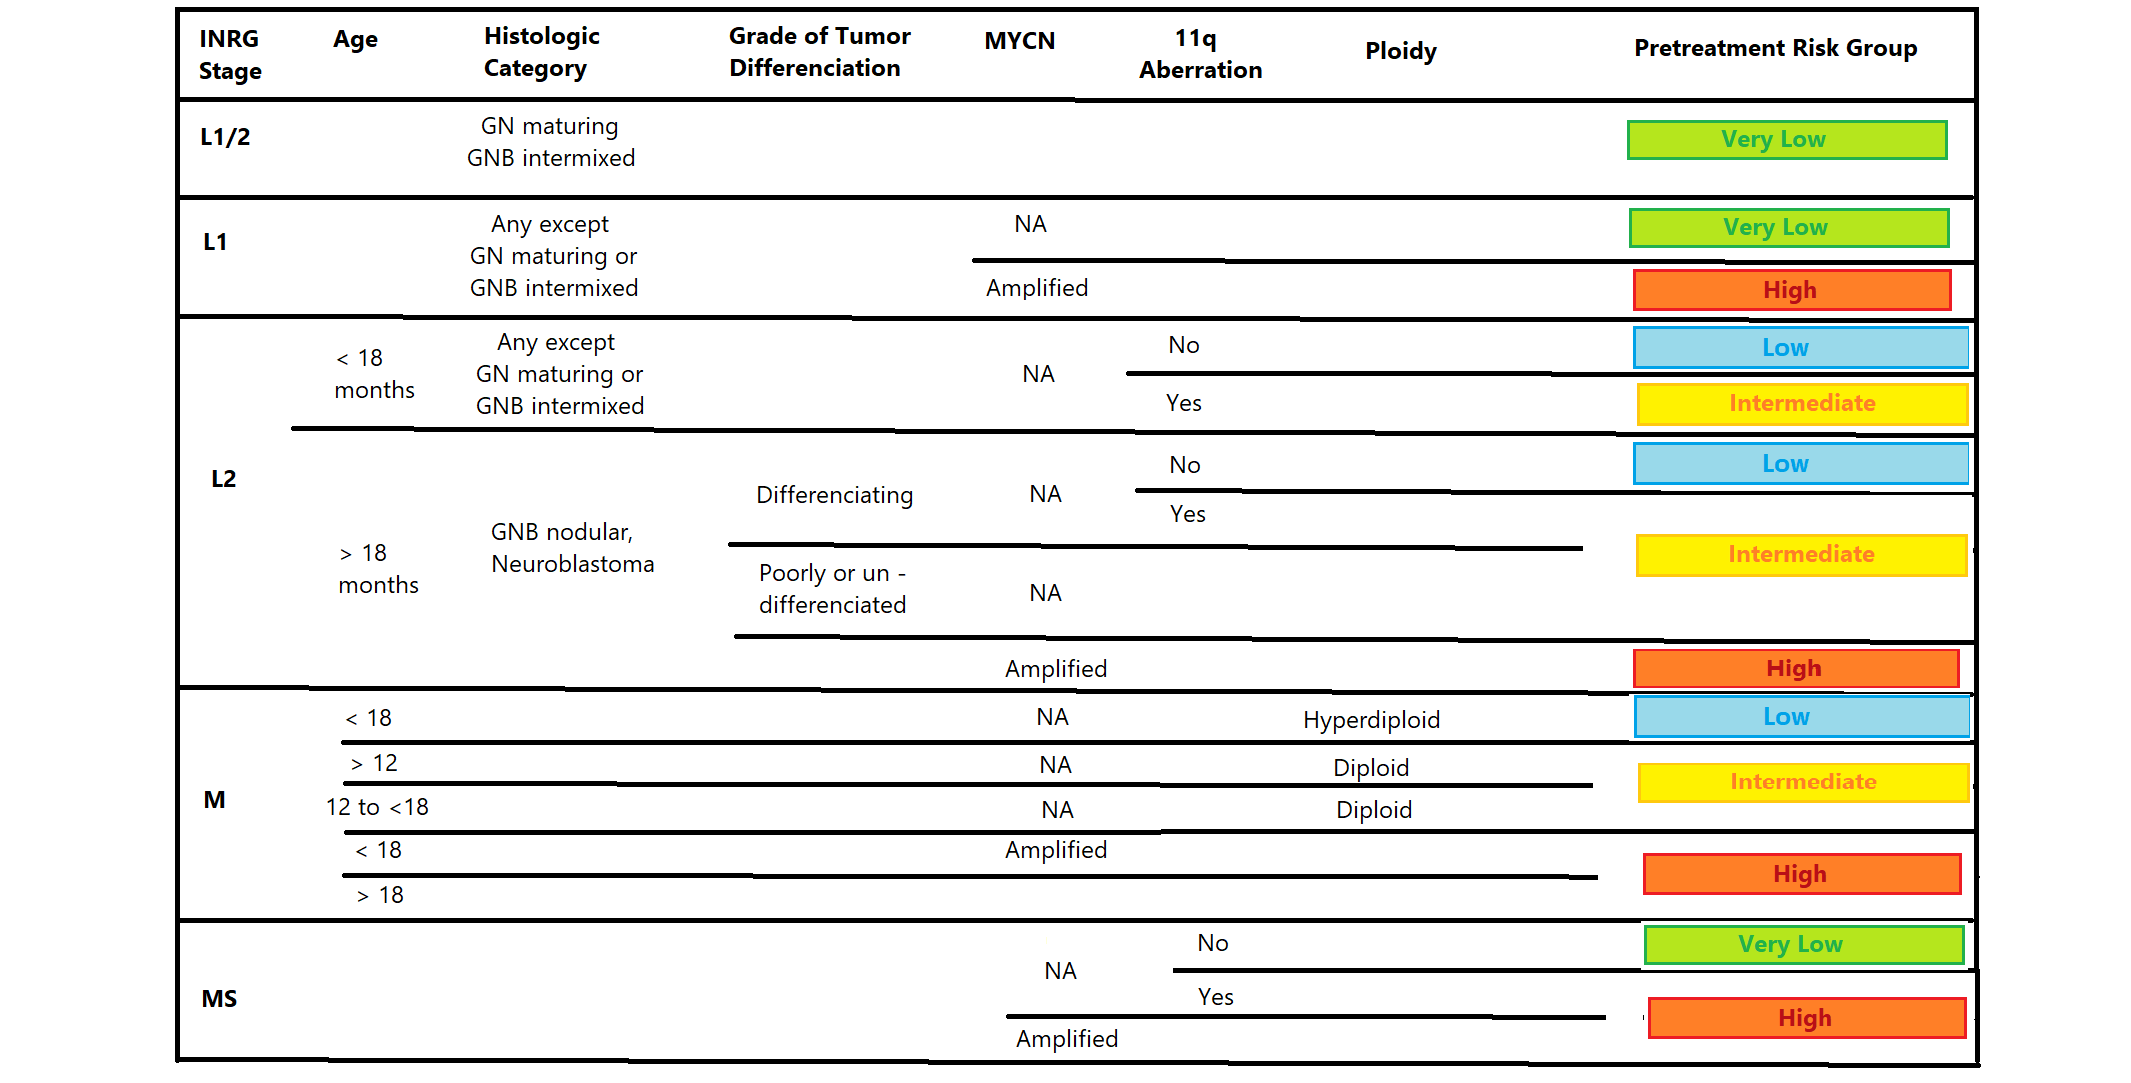 INRG
Stage
Age
Histologic
Category
Grade of Tumor
Differenciation
MYCN
11q
Aberration
Ploidy
Pretreatment Risk Group
L1/2
GN maturing
GNB intermixed
Very Low
L1
Any except
GN maturing or
GNB intermixed
NA
Very Low
Amplified
High
L2
< 18
months
Any except
GN maturing or
GNB intermixed
NA
No
Low
Yes
Intermediate
> 18
months
GNB nodular,
Neuroblastoma
Differenciating
NA
No
Low
Yes
Intermediate
Poorly or un -
differenciated
NA
Amplified
High
M
< 18
NA
Hyperdiploid
Low
> 12
NA
Diploid
Intermediate
12 to <18
NA
Diploid
< 18
Amplified
High
> 18
MS
NA
No
Very Low
Yes
High
Amplified